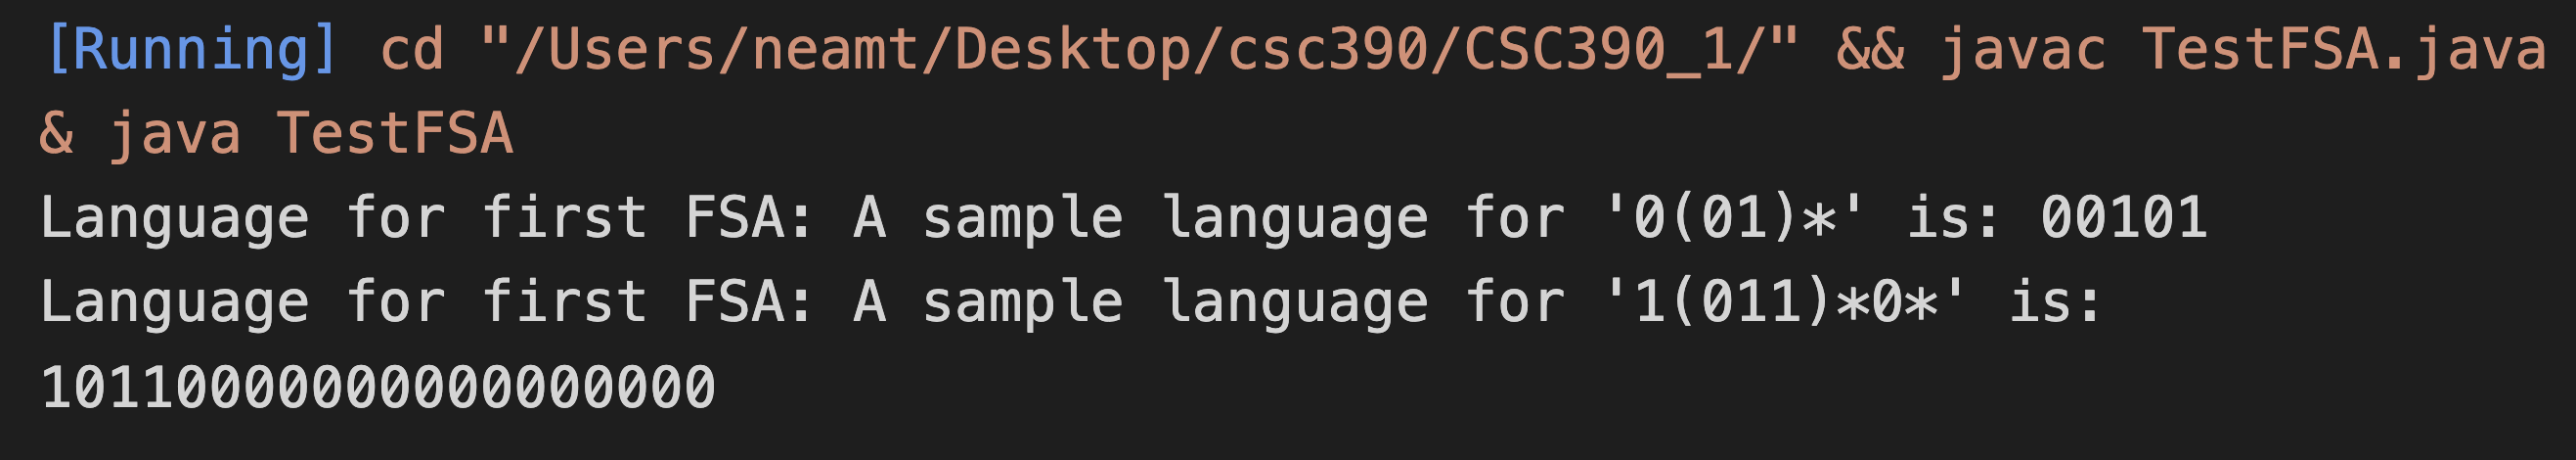 [Running] cd "/Users/neamt/Desktop/csc390/CSC390_1/" && javac TestFSA.java
& java TestFSA
Language for first FSA: A sample language for '0(01)*' is: 00101
Language for first FSA: A sample language for '1(011)*0*' is:
10110000000000000000